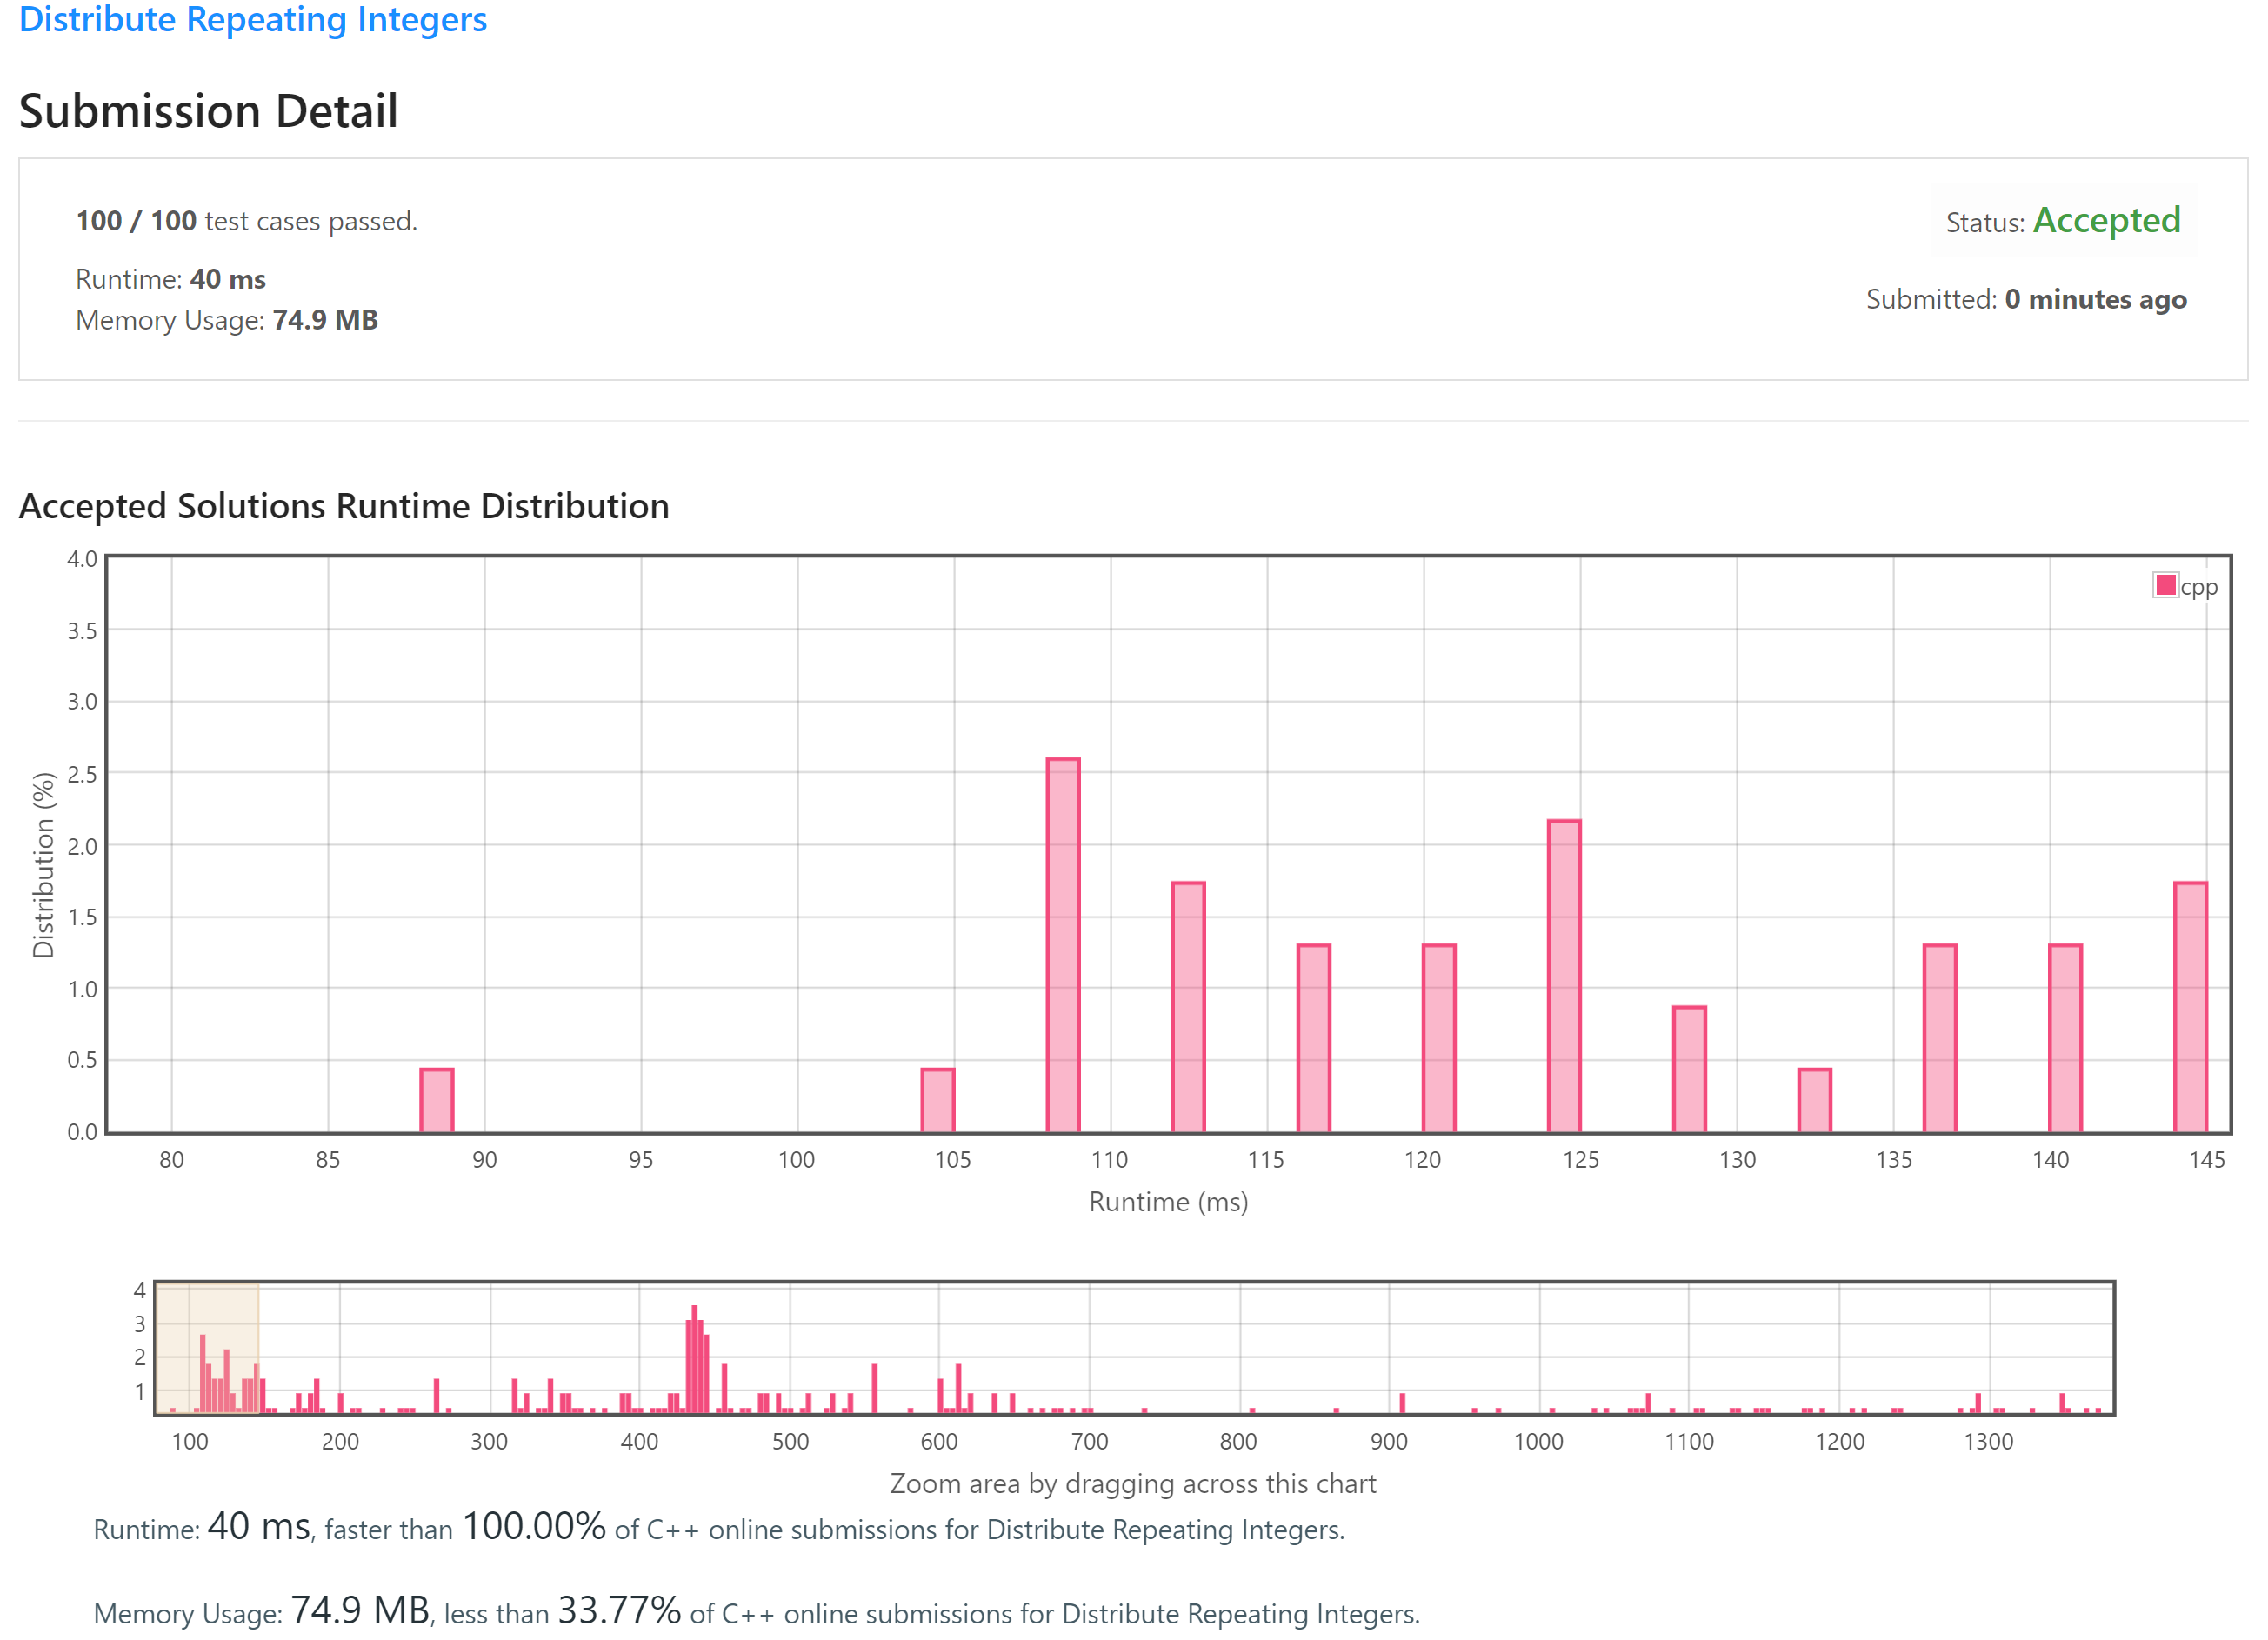 Distribute Repeating Integers
Submission Detail
100 / 100 test cases passed.
Status: Accepted
Runtime: 40 ms
Submitted: 0 minutes ago
Memory Usage: 74.9 MB
Accepted Solutions Runtime Distribution
4.0
cpp
3.5
3.0
2.5
2.0
1.5
1.0
0.5
0.0
Distribution (%)
80 85 90 95 100 105 110 115 120 125 130 135 140 145
Runtime (ms)
4
3
2
1
100 200 300 400 500 600 700 800 900 1000 1100 1200 1300
Zoom area by dragging across this chart
Runtime: 40 ms, faster than 100.00% of C++ online submissions for Distribute Repeating Integers.
Memory Usage: 74.9 MB, less than 33.77% of C++ online submissions for Distribute Repeating Integers.